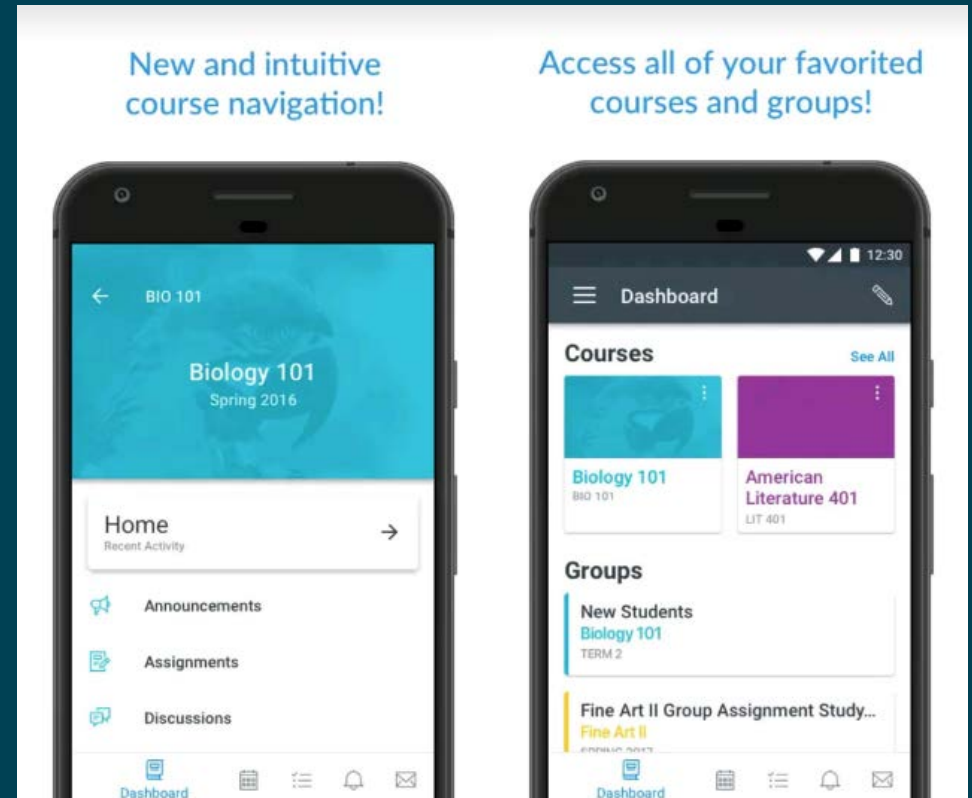 New and intuitive
course navigation!
BIO 101
Biology 101
Spring 2016
Home
Recent Activity
Announcements
Assignments
Discussions
Dashboard
Access all of your favorited
courses and groups!
12:30
Dashboard
Courses
See All
Biology 101
BIO 101
American
Literature 401
LIT 401
Groups
New Students
Biology 101
TERM 2
Fine Art II Group Assignment Study...
Fine Art II
SPRING 2017
Dashboard